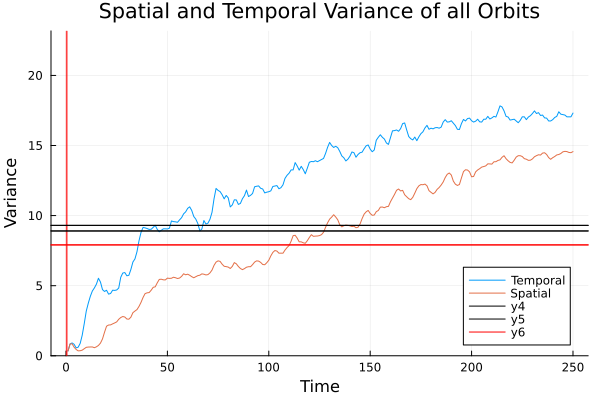 Spatial and Temporal Variance of all Orbits
Variance
20
15
10
5
0
Temporal
Spatial
y4
y5
y6
0 50 100 150 200 250
Time